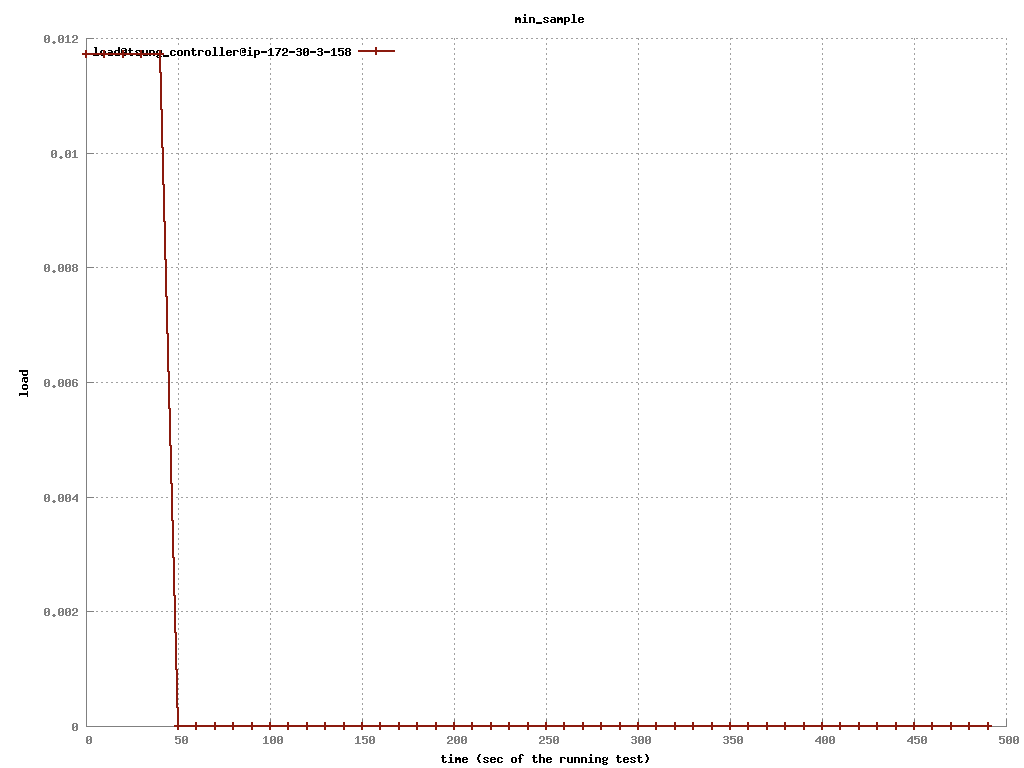 min_sample
load@tsung_controller@ip-172-30-3-158
0.012
0.01
0.008
0.006
0.004
0.002
0
load
0 50 100 150 200 250 300 350 400 450 500
time (sec of the running test)